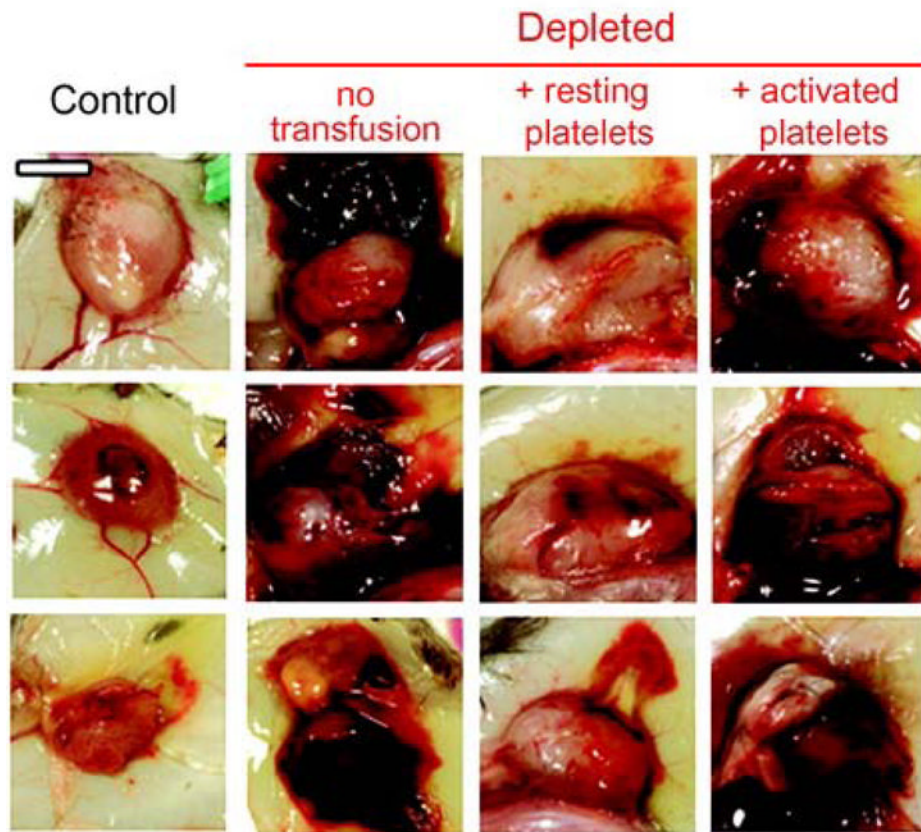 Depleted
Control
no
transfusion
+ resting
platelets
+ activated
platelets